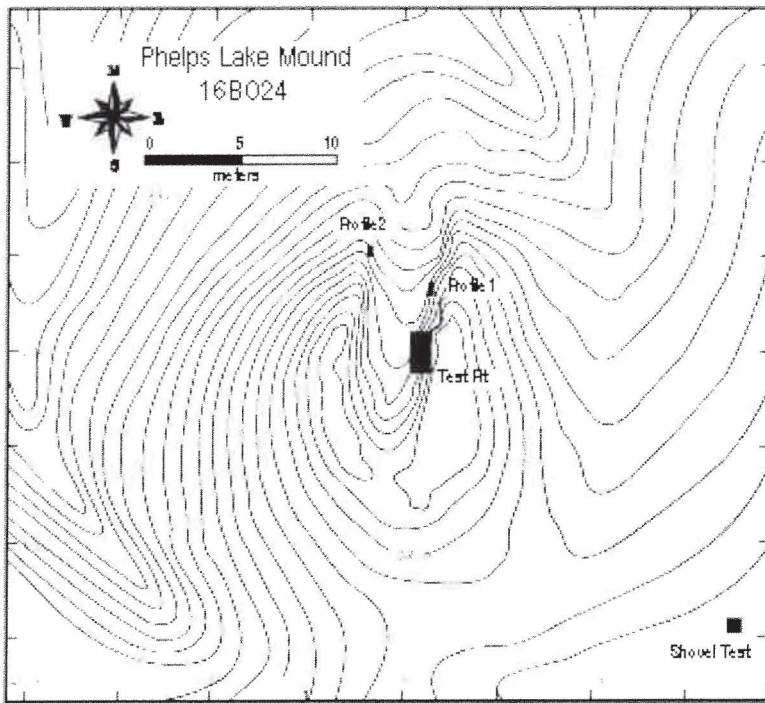 Phelps Lake Mound
16BO24
N
E
S
0 5 10
meters
Profile 2
Profile 1
Test Pit
Shovel Test